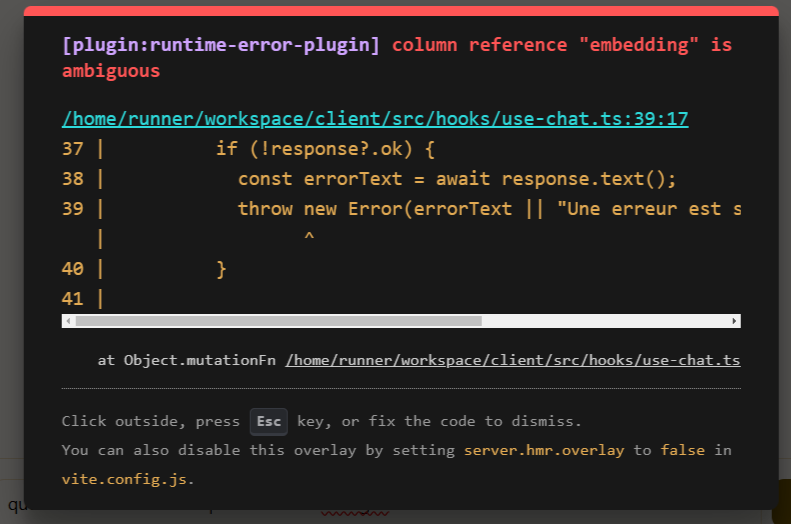 [plugin:runtime-error-plugin] column reference "embedding" is
ambiguous
/home/runner/workspace/client/src/hooks/use-chat.ts:39:17
37 | if (!response?.ok) {
38 | const errorText = await response.text();
39 | throw new Error(errorText || "Une erreur est s
| ^
40 | }
41 |
at Object.mutationFn /home/runner/workspace/client/src/hooks/use-chat.ts
Click outside, press Esc key, or fix the code to dismiss.
You can also disable this overlay by setting server.hmr.overlay to false in
vite.config.js.